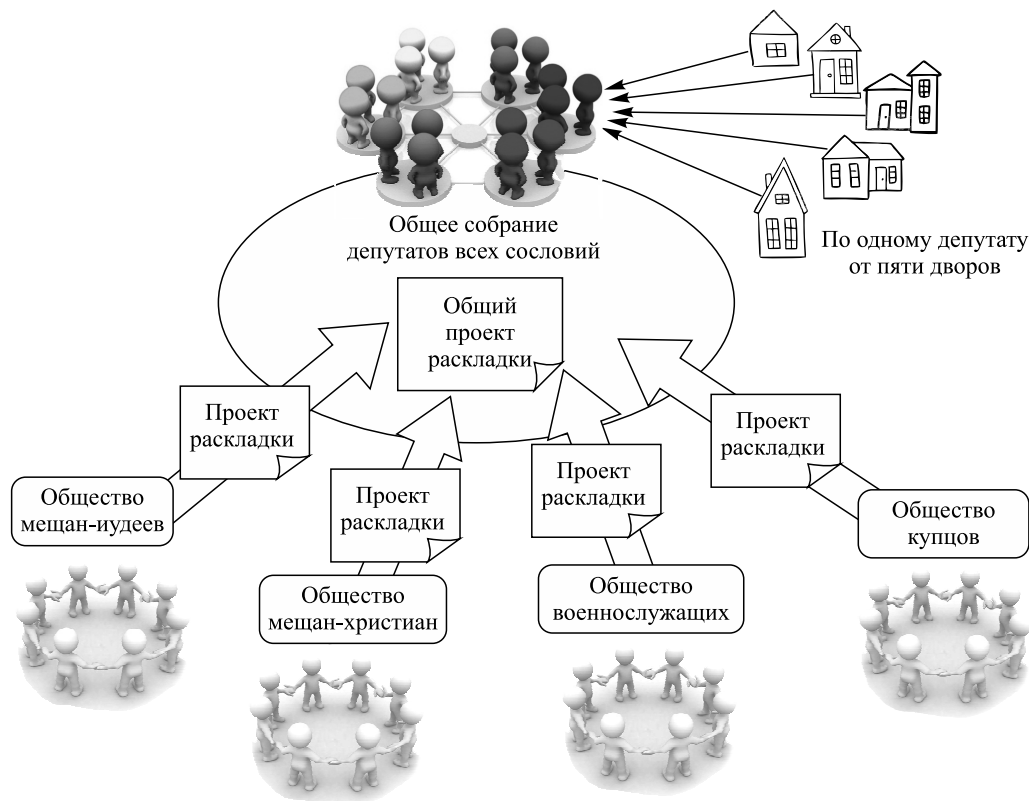 Общее собрание
депутатов всех сословий
По одному депутату
от пяти дворов
Общий
проект
раскладки
Проект
раскладки
Проект
раскладки
Проект
раскладки
Проект
раскладки
Общество
мещан-иудеев
Общество
мещан-христиан
Общество
военнослужащих
Общество
купцов